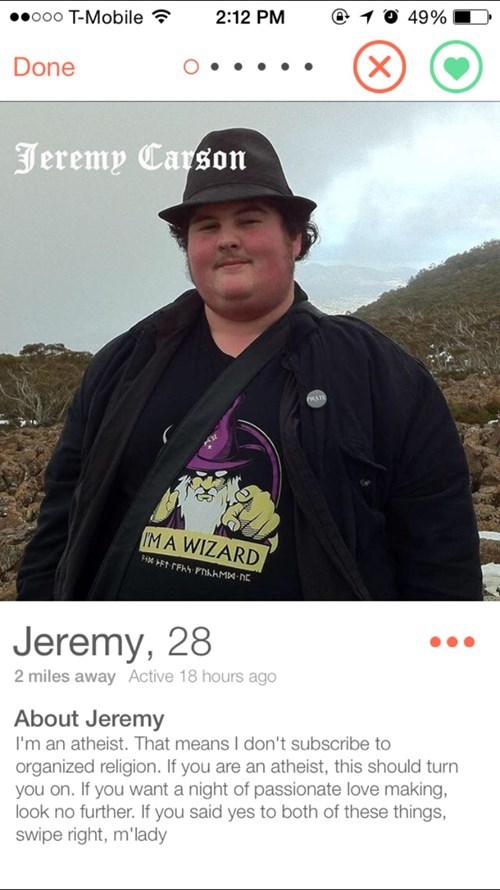 T-Mobile 2:12 PM 49%
Done
Jeremy Carson
I'M A WIZARD
Jeremy, 28
2 miles away Active 18 hours ago
About Jeremy
I'm an atheist. That means I don't subscribe to
organized religion. If you are an atheist, this should turn
you on. If you want a night of passionate love making,
look no further. If you said yes to both of these things,
swipe right, m'lady